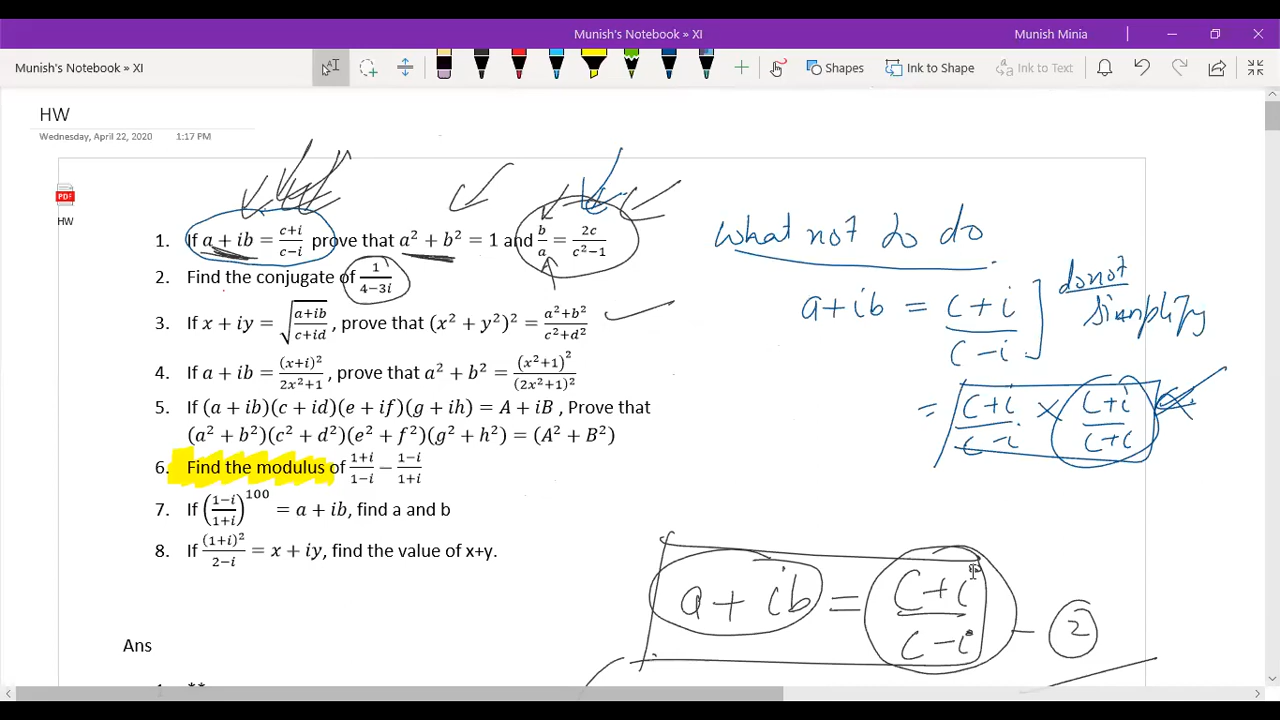 Munish's Notebook » XI
Munish Minia
Munish's Notebook » XI
Shapes
Ink to Shape
Ink to Text
HW
Wednesday, April 22, 2020 1:17 PM
PDF
HW
1. If a + ib = (c+i)/(c−i) prove that a² + b² = 1 and b/a = 2c/(c²−1)
2. Find the conjugate of 1/(4−3i)
3. If x + iy = √((a+ib)/(c+id)), prove that (x² + y²)² = (a²+b²)/(c²+d²)
4. If a + ib = (x+i)²/(2x²+1), prove that a² + b² = (x²+1)²/(2x²+1)²
5. If (a + ib)(c + id)(e + if)(g + ih) = A + iB , Prove that
(a² + b²)(c² + d²)(e² + f²)(g² + h²) = (A² + B²)
6. Find the modulus of (1+i)/(1−i) − (1−i)/(1+i)
7. If ((1−i)/(1+i))^100 = a + ib, find a and b
8. If (1+i)²/(2−i) = x + iy, find the value of x+y.
Ans
what not to do
a+ib = (c+i)/(c−i)
do not
simplify
= (c+i)/(c−i) × (c+i)/(c+i)
a + ib = (c+i)/(c−i) – 2